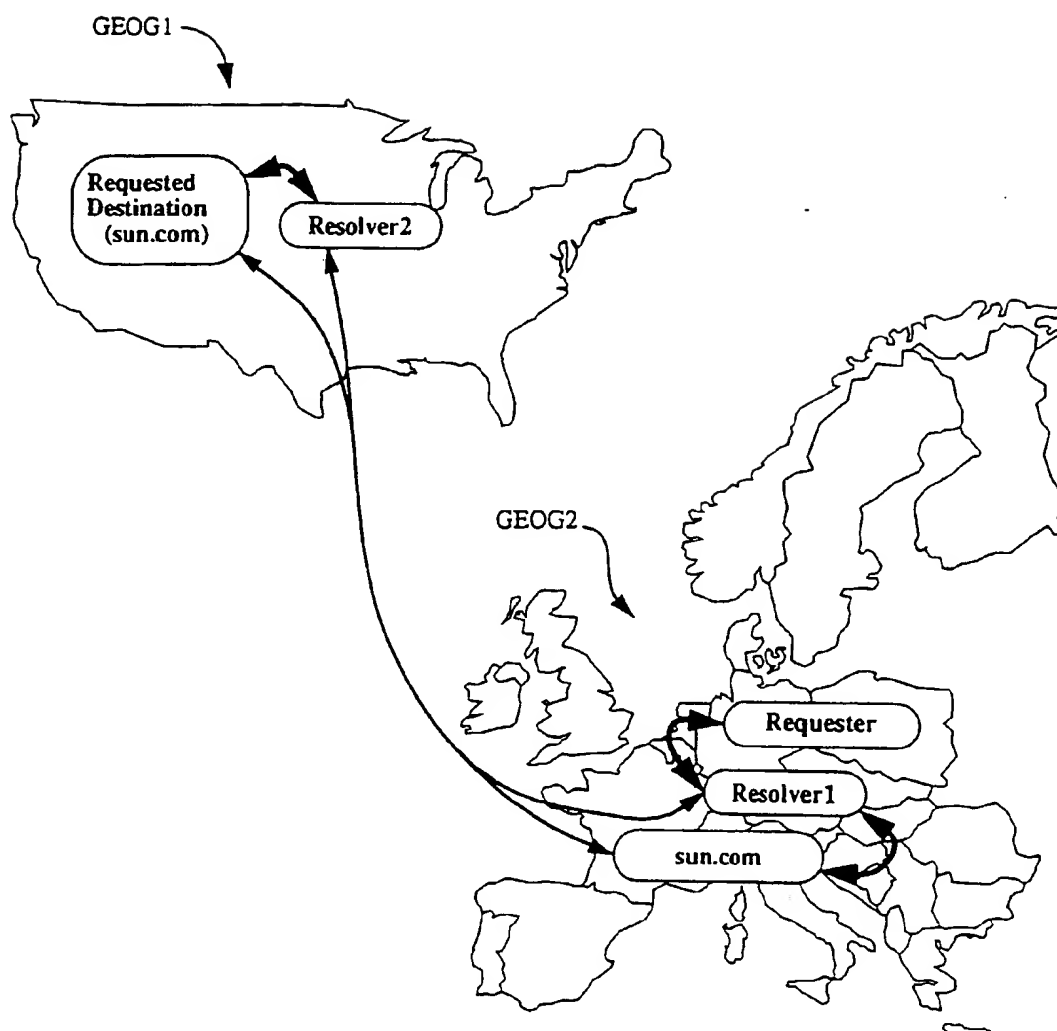 GEOG1
Requested
Destination
(sun.com)
Resolver2
GEOG2
Requester
Resolver1
sun.com